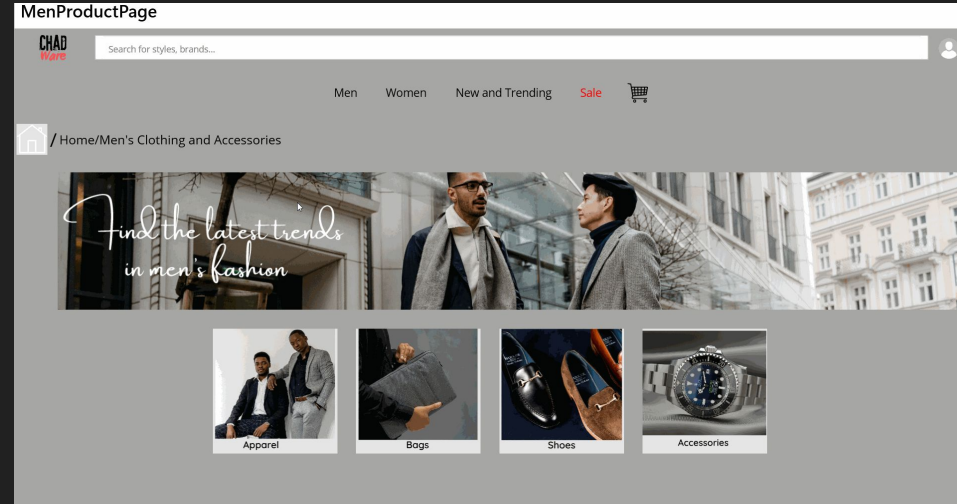 MenProductPage
CHAD
Ware
Search for styles, brands...
Men Women New and Trending Sale
/ Home/Men's Clothing and Accessories
Find the latest trends
in men's fashion
Apparel Bags Shoes Accessories